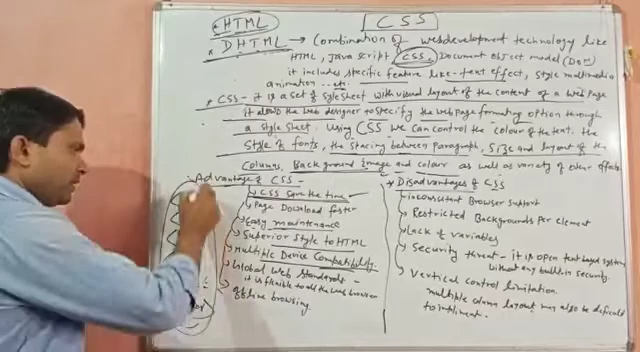 HTML
CSS
* DHTML → Combination of webdevelopment technology like
HTML, Java script, CSS, Document object model (DOM)
it includes specific feature like - text effect, style multimedia
animation ... etc.
* CSS - it is a set of stylesheet with visual layout of the content of a web page
it allows the web designer to specify the web page formating option through
a style sheet. Using CSS we can control the colour of the text. The
style of fonts, the spacing between paragraph, size and layout of the
Columns, Background image and colour as well as variety of other effects
Advantage of CSS -
CSS save the time
Page Download faster
Easy maintenance
Superior style to HTML
Multiple Device Compatibility
Global Web Standards -
it is flexible to all the web browser
offline browsing.
Disadvantages of CSS
inconsistent Browser Support
Restricted Backgrounds per Element
Lack of variables
Security threat - it is open text based system
without any built in security.
Vertical control limitation.
multiple column layout may also be deficult
to impliment.